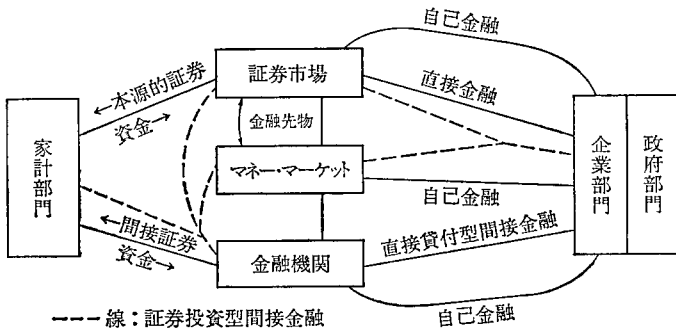 自己金融
証券市場
直接金融
←本源的証券
資金→
金融先物
家計部門
マネー・マーケット
企業部門
政府部門
自己金融
←間接証券
資金→
金融機関
直接貸付型間接金融
自己金融
---線：証券投資型間接金融